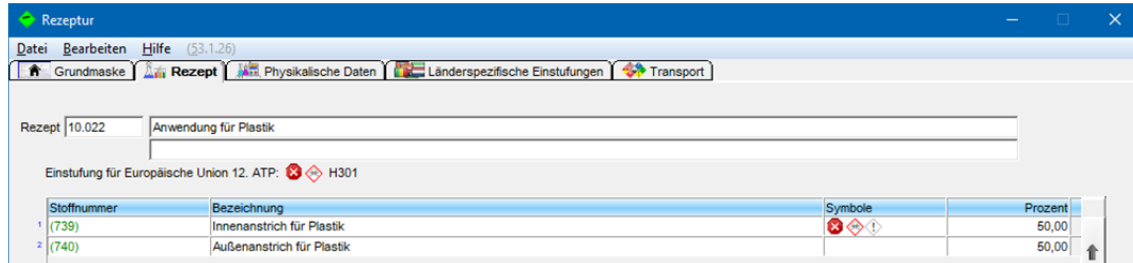 Rezeptur
Datei Bearbeiten Hilfe (§3.1.26)
Grundmaske Rezept Physikalische Daten Länderspezifische Einstufungen Transport
Rezept 10.022 Anwendung für Plastik
Einstufung für Europäische Union 12. ATP: H301
Stoffnummer Bezeichnung Symbole Prozent
1 (739) Innenanstrich für Plastik 50,00
2 (740) Außenanstrich für Plastik 50,00